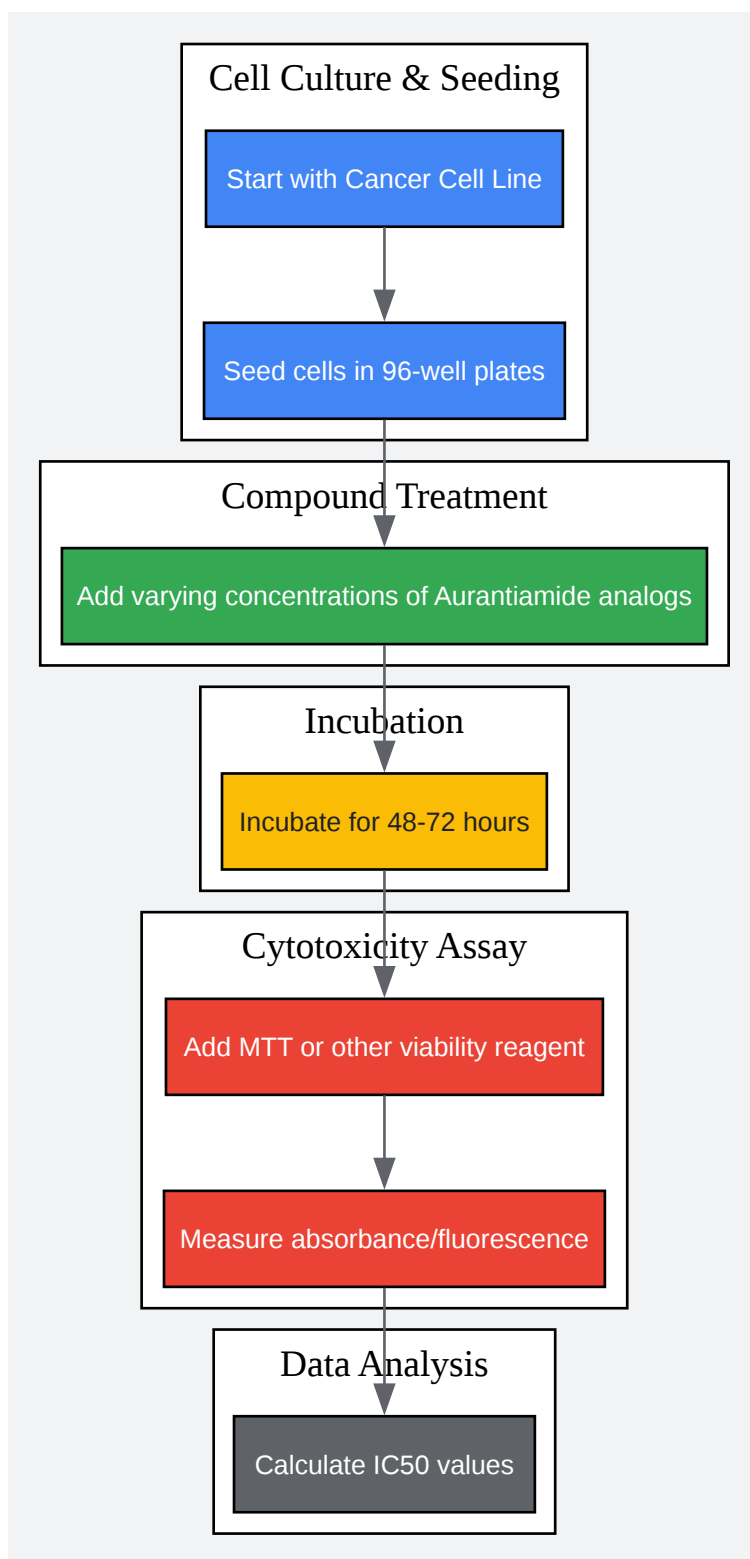 Cell Culture & Seeding
Start with Cancer Cell Line
Seed cells in 96-well plates
Compound Treatment
Add varying concentrations of Aurantiamide analogs
Incubation
Incubate for 48-72 hours
Cytotoxicity Assay
Add MTT or other viability reagent
Measure absorbance/fluorescence
Data Analysis
Calculate IC50 values